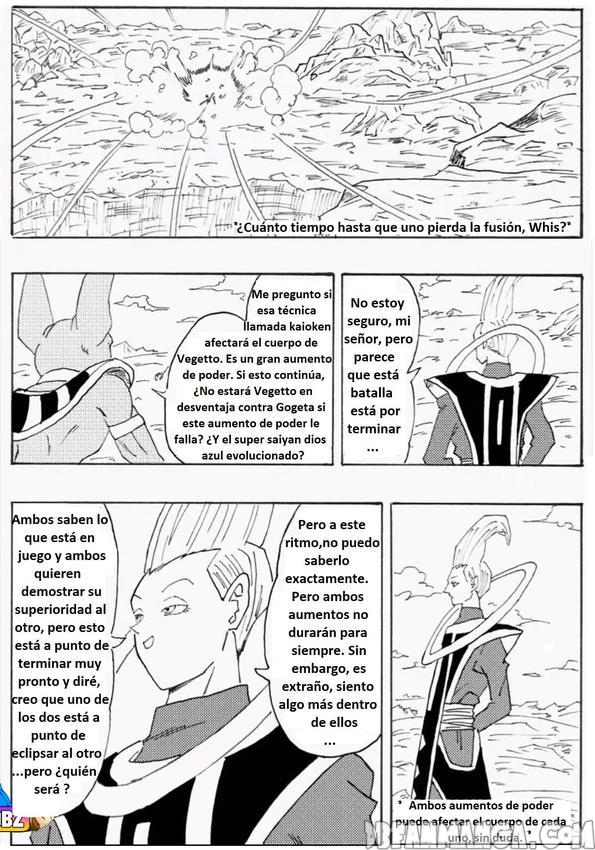 "¿Cuánto tiempo hasta que uno pierda la fusión, Whis?"
Me pregunto si
esa técnica
llamada kaioken
afectará el cuerpo de
Vegetto. Es un gran aumento
de poder. Si esto continúa,
¿No estará Vegetto en
desventaja contra Gogeta si
este aumento de poder le
falla? ¿Y el super saiyan dios
azul evolucionado?
No estoy
seguro, mi
señor, pero
parece
que está
batalla
está por
terminar
...
Ambos saben lo
que está en
juego y ambos
quieren
demostrar su
superioridad al
otro, pero esto
está a punto de
terminar muy
pronto y diré,
creo que uno de
los dos está a
punto de
eclipsar al otro
...pero ¿quién
será ?
Pero a este
ritmo,no puedo
saberlo
exactamente.
Pero ambos
aumentos no
durarán para
siempre. Sin
embargo, es
extraño, siento
algo más dentro
de ellos
...
" Ambos aumentos de poder
puede afectar el cuerpo de cada
uno, sin duda. "
BZ